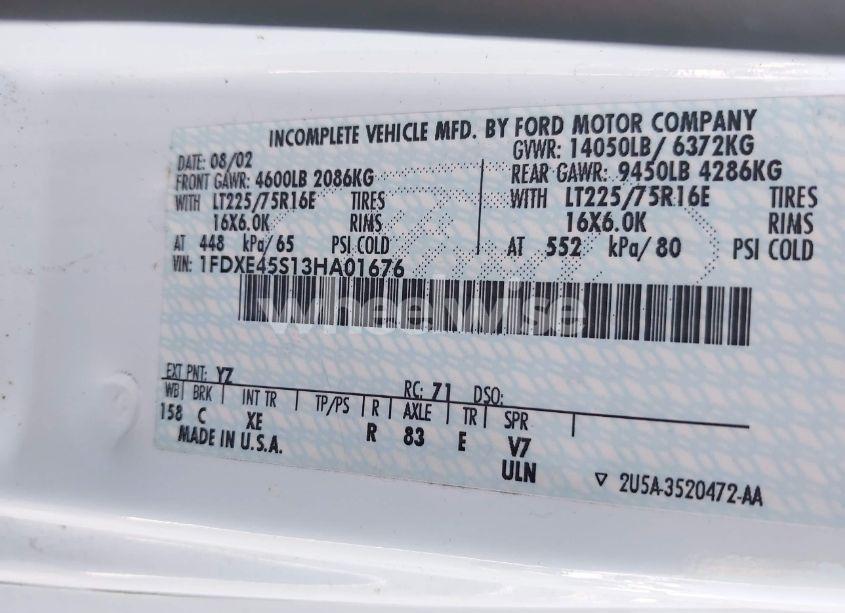 INCOMPLETE VEHICLE MFD. BY FORD MOTOR COMPANY
DATE: 08/02 GVWR: 14050LB/ 6372KG
FRONT GAWR: 4600LB 2086KG REAR GAWR: 9450LB 4286KG
WITH LT225/75R16E TIRES WITH LT225/75R16E TIRES
16X6.0K RIMS 16X6.0K RIMS
AT 448 kPa/65 PSI COLD AT 552 kPa/80 PSI COLD
VIN: 1FDXE45S13HA01676
wheelwise
EXT PNT: YZ RC: 71 DSO:
WB BRK INT TR TP/PS R AXLE TR SPR
158 C XE R 83 E V7
MADE IN U.S.A. ULN
▽ 2U5A-3520472-AA